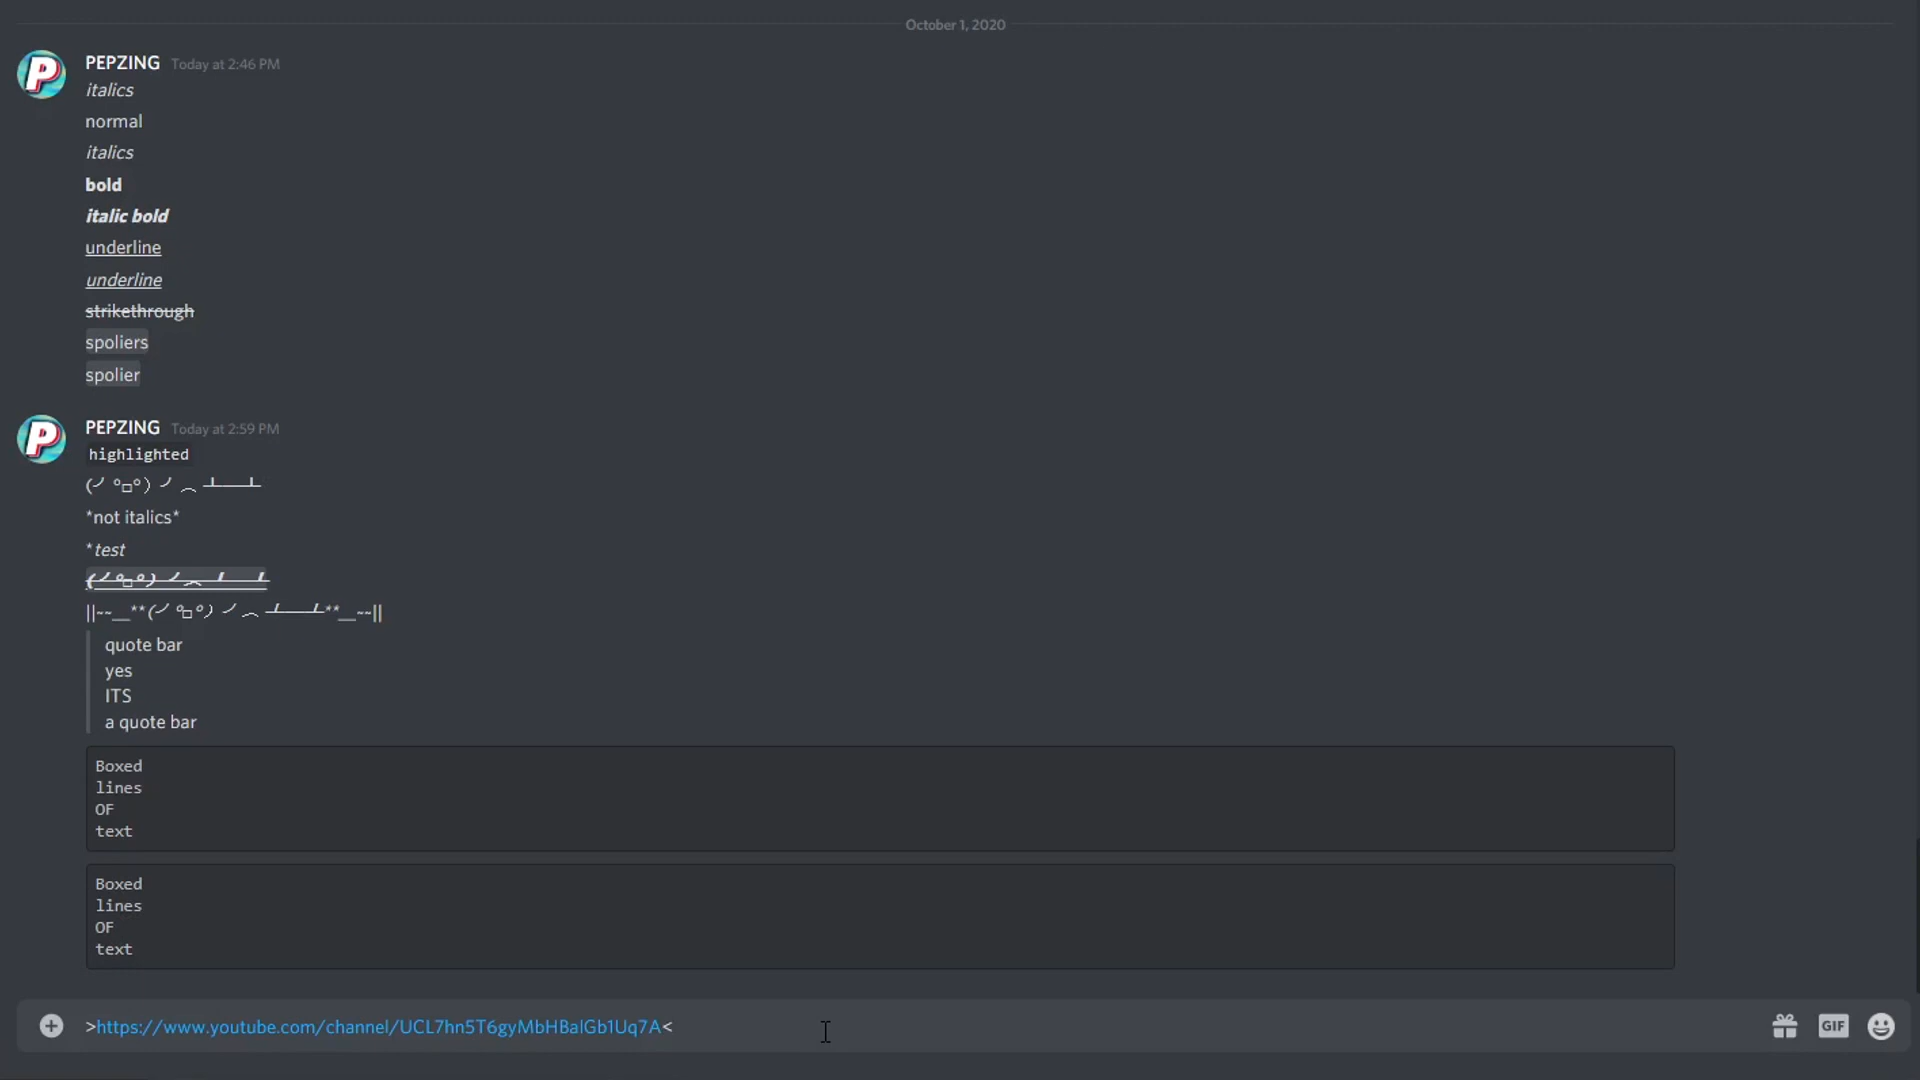 October 1, 2020
PEPZING Today at 2:46 PM
italics
normal
italics
bold
italic bold
underline
underline
strikethrough
spoliers
spolier
PEPZING Today at 2:59 PM
highlighted
(╯°□°)╯︵ ┻━┻
*not italics*
*test
(╯°□°)╯︵ ┻━┻
||~~__**(╯°□°)╯︵ ┻━┻**__~~||
quote bar
yes
ITS
a quote bar
Boxed
lines
OF
text
Boxed
lines
OF
text
>https://www.youtube.com/channel/UCL7hn5T6gyMbHBalGb1Uq7A<
GIF